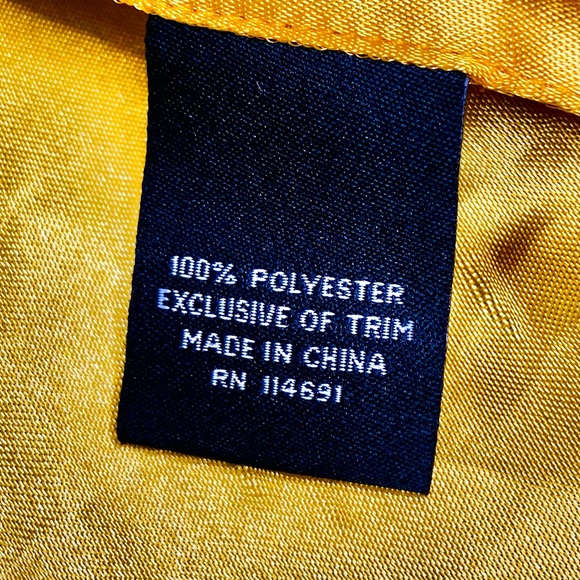 100% POLYESTER
EXCLUSIVE OF TRIM
MADE IN CHINA
RN 114691